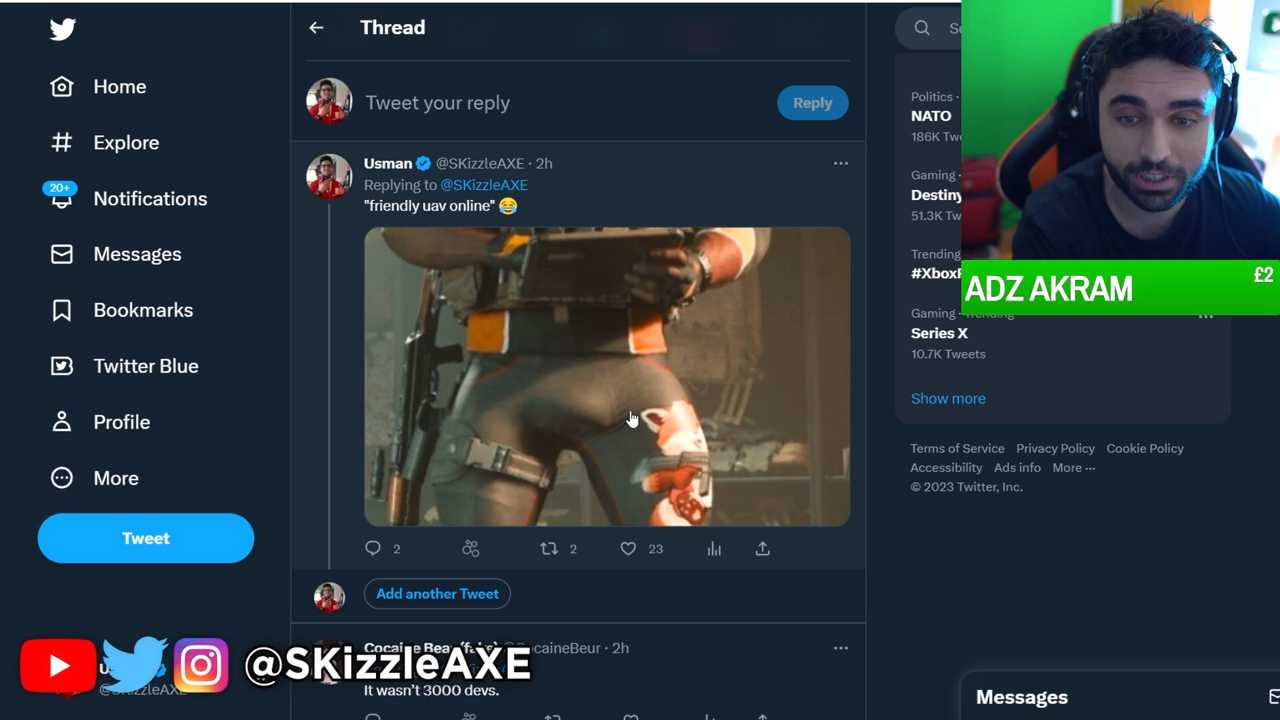 Thread
Home
Explore
20+
Notifications
Messages
Bookmarks
Twitter Blue
Profile
More
Tweet
Tweet your reply
Reply
Usman @SKizzleAXE · 2h
Replying to @SKizzleAXE
"friendly uav online" 😂
2
2
23
Add another Tweet
Cocaine Bear @CocaineBeur · 2h
It wasn't 3000 devs.
Politics ·
NATO
186K
Gaming ·
Destiny
51.3K
Trending
Gaming · Trending
Series X
10.7K Tweets
Show more
Terms of Service Privacy Policy Cookie Policy
Accessibility Ads info More ···
© 2023 Twitter, Inc.
ADZ AKRAM
£2
@SKizzleAXE
Messages